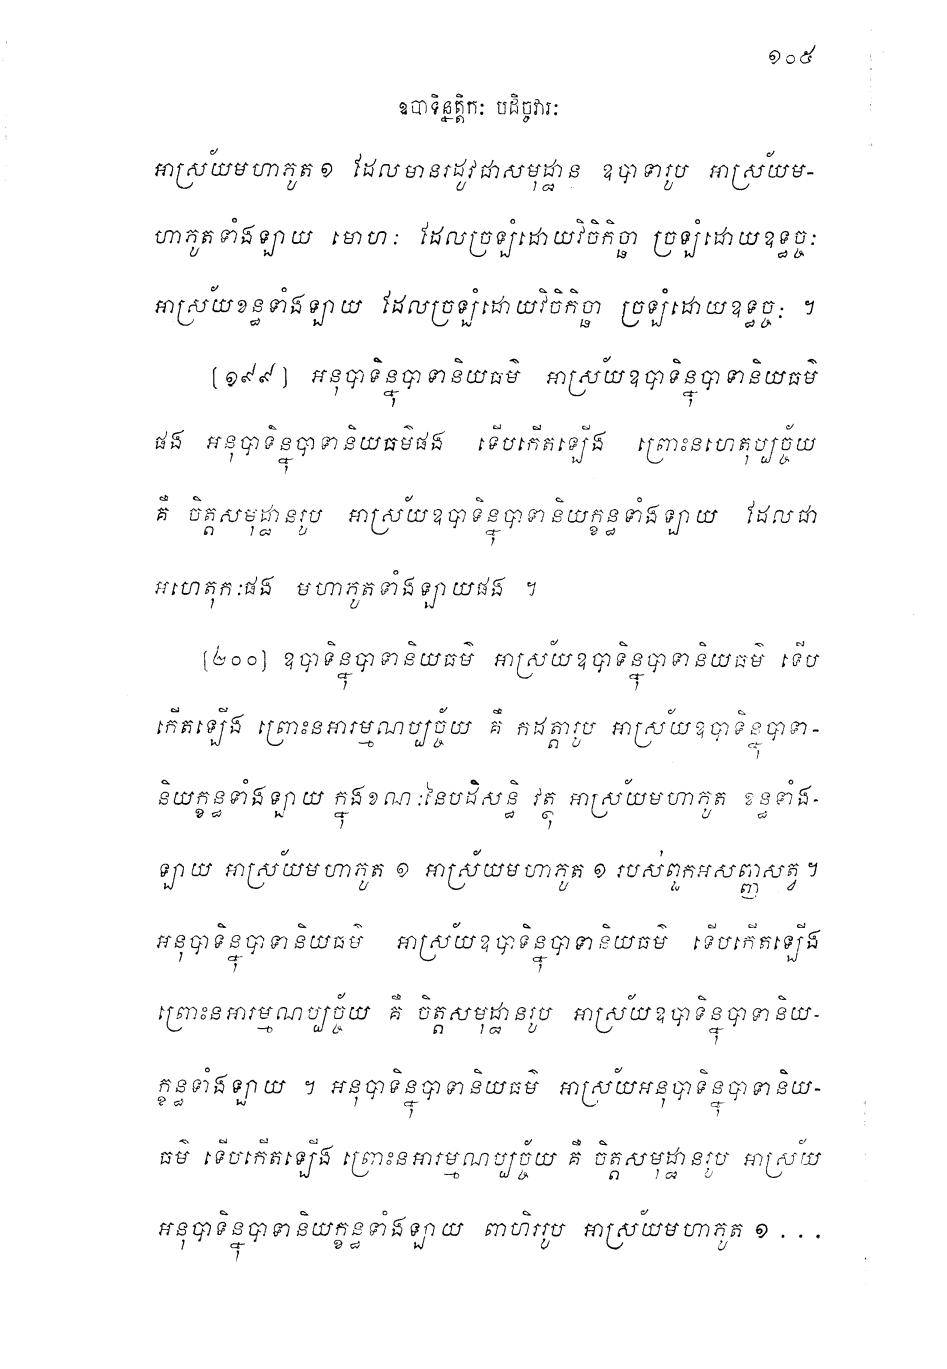 ១០៥
ឧបាទិន្នត្តិកៈ បដិច្ចវារៈ
អាស្រ័យមហាភូត១ ដែលមានរដូវជាសមុដ្ឋាន ឧបាទារូប អាស្រ័យម-
ហាភូតទាំងឡាយ មោហៈ ដែលច្រឡំដោយវិចិកិច្ឆា ច្រឡំដោយឧទ្ធច្ចៈ
អាស្រ័យខន្ធទាំងឡាយ ដែលច្រឡំដោយវិចិកិច្ឆា ច្រឡំដោយឧទ្ធច្ចៈ ។
[១៩៩] អនុបាទិន្នុបាទានិយធម៌ អាស្រ័យឧបាទិន្នុបាទានិយធម៌
ផង អនុបាទិន្នុបាទានិយធម៌ផង ទើបកើតឡើង ព្រោះនហេតុប្បច្ច័យ
គឺ ចិត្តសមុដ្ឋានរូប អាស្រ័យឧបាទិន្នុបាទានិយក្ខន្ធទាំងឡាយ ដែលជា
អហេតុកៈផង មហាភូតទាំងឡាយផង ។
[២០០] ឧបាទិន្នុបាទានិយធម៌ អាស្រ័យឧបាទិន្នុបាទានិយធម៌ ទើប
កើតឡើង ព្រោះនអារម្មណប្បច្ច័យ គឺ កដត្តារូប អាស្រ័យឧបាទិន្នុបាទា-
និយក្ខន្ធទាំងឡាយ ក្នុងខណៈនៃបដិសន្ធិ វត្ថុ អាស្រ័យមហាភូត ខន្ធទាំង-
ឡាយ អាស្រ័យមហាភូត ១ អាស្រ័យមហាភូត ១ របស់ពួកអសញ្ញសត្វ ។
អនុបាទិន្នុបាទានិយធម៌ អាស្រ័យឧបាទិន្នុបាទានិយធម៌ ទើបកើតឡើង
ព្រោះនអារម្មណប្បច្ច័យ គឺ ចិត្តសមុដ្ឋានរូប អាស្រ័យឧបាទិន្នុបាទានិយ-
ក្ខន្ធទាំងឡាយ ។ អនុបាទិន្នុបាទានិយធម៌ អាស្រ័យអនុបាទិន្នុបាទានិយ-
ធម៌ ទើបកើតឡើង ព្រោះនអារម្មណប្បច្ច័យ គឺ ចិត្តសមុដ្ឋានរូប អាស្រ័យ
អនុបាទិន្នុបាទានិយក្ខន្ធទាំងឡាយ ពាហិររូប អាស្រ័យមហាភូត ១ . . .